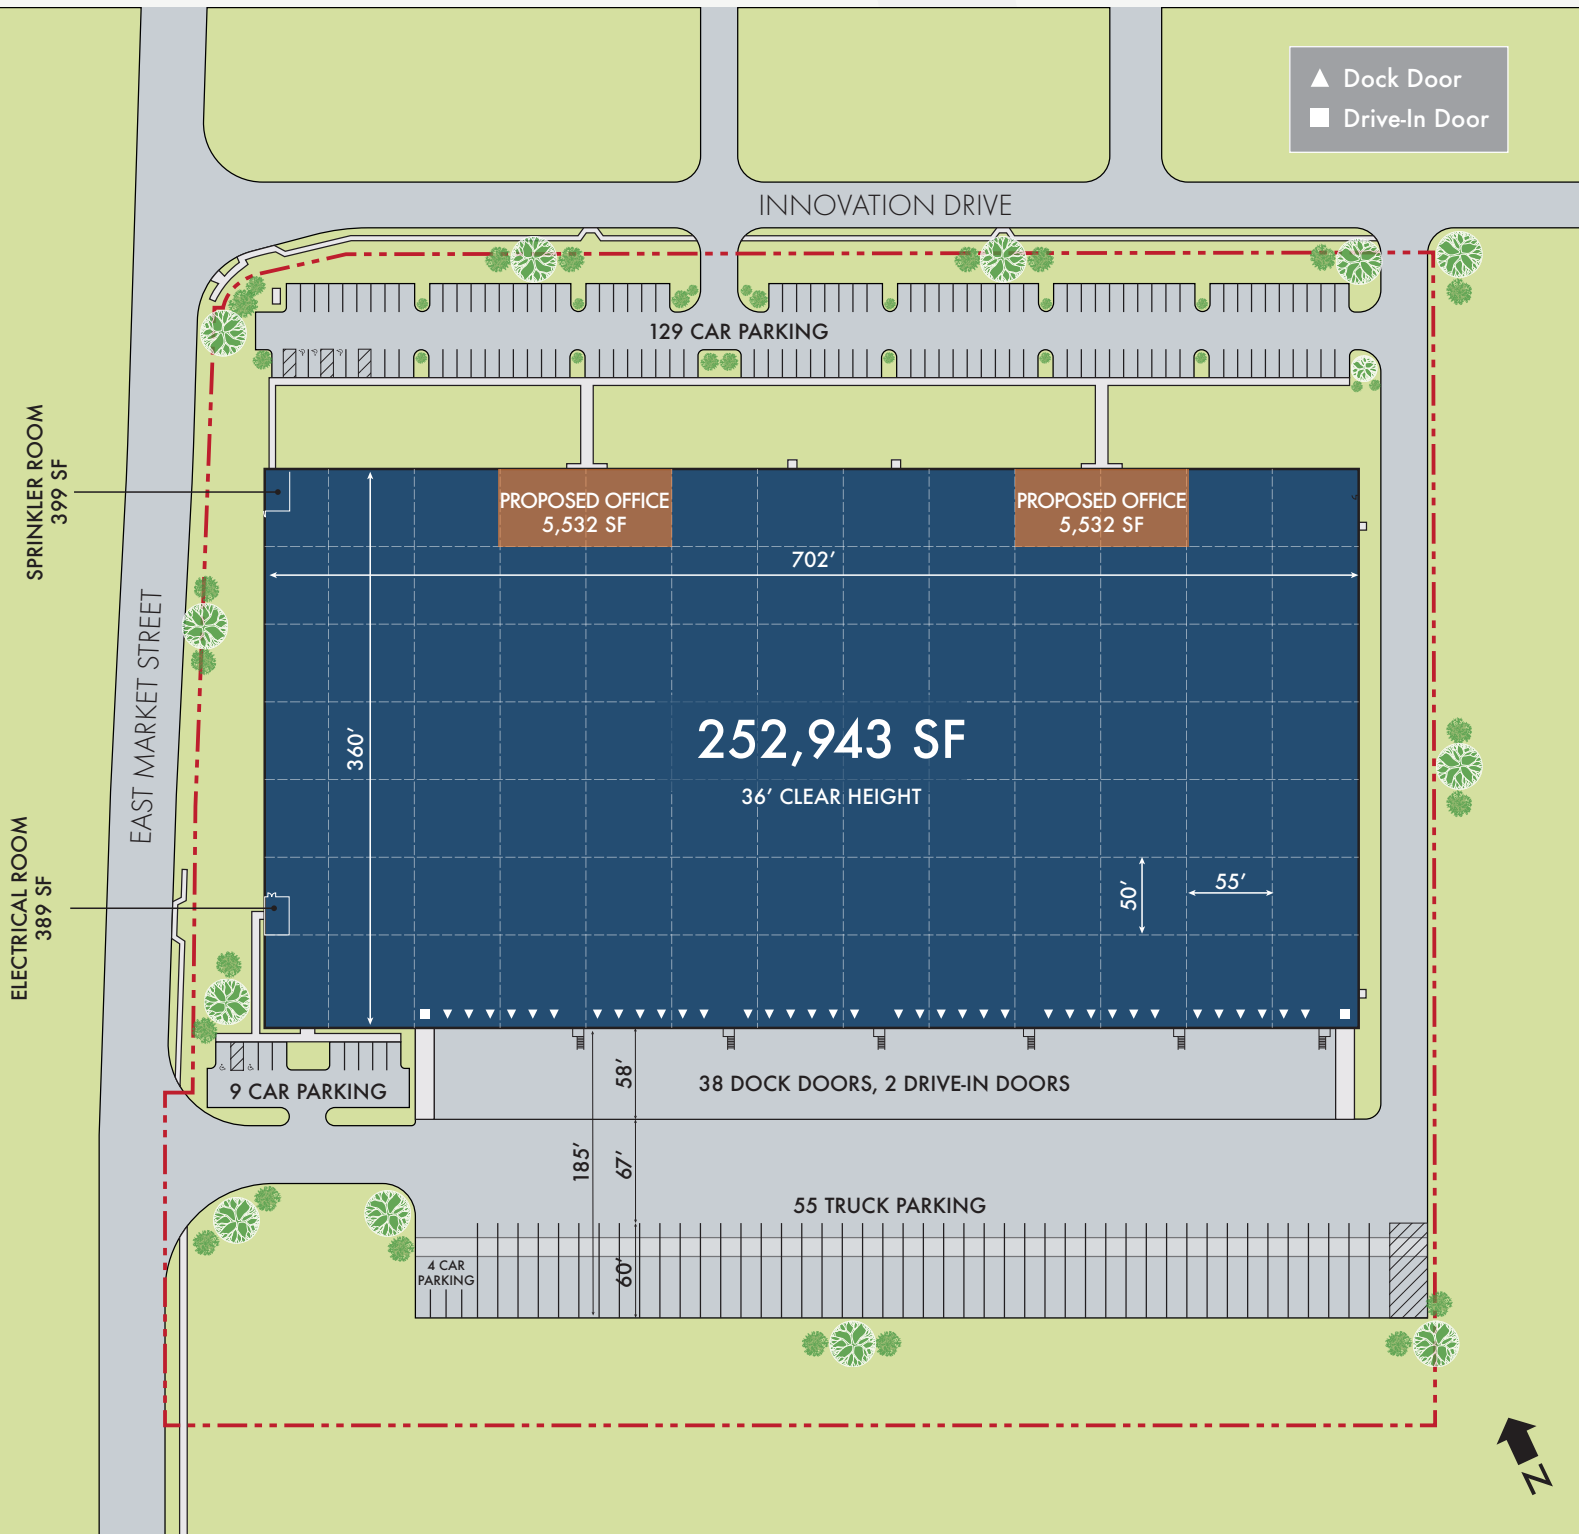 Dock Door
Drive-In Door
INNOVATION DRIVE
129 CAR PARKING
SPRINKLER ROOM
399 SF
PROPOSED OFFICE
5,532 SF
PROPOSED OFFICE
5,532 SF
702’
EAST MARKET STREET
360’
252,943 SF
36’ CLEAR HEIGHT
ELECTRICAL ROOM
389 SF
50’
55’
9 CAR PARKING
58’
38 DOCK DOORS, 2 DRIVE-IN DOORS
185’
67’
55 TRUCK PARKING
4 CAR
PARKING
60’
N